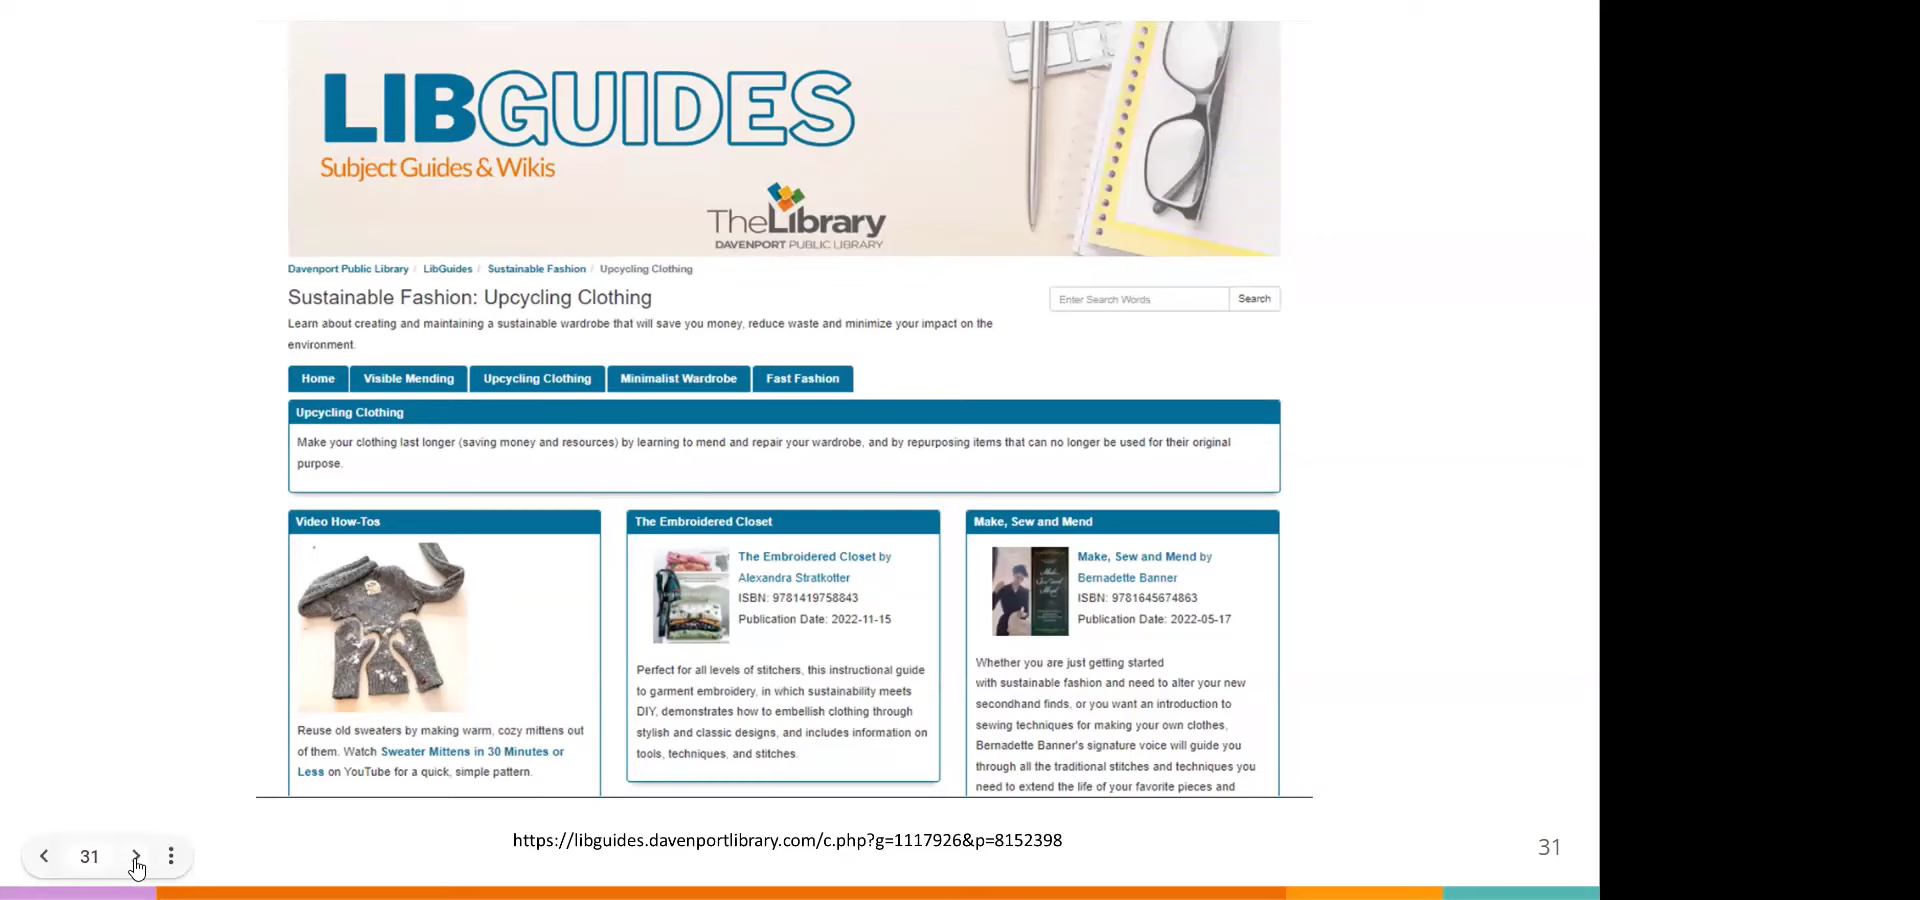 LIBGUIDES
Subject Guides & Wikis
TheLibrary
DAVENPORT PUBLIC LIBRARY
Davenport Public Library / LibGuides / Sustainable Fashion / Upcycling Clothing
Sustainable Fashion: Upcycling Clothing
Enter Search Words Search
Learn about creating and maintaining a sustainable wardrobe that will save you money, reduce waste and minimize your impact on the
environment.
Home Visible Mending Upcycling Clothing Minimalist Wardrobe Fast Fashion
Upcycling Clothing
Make your clothing last longer (saving money and resources) by learning to mend and repair your wardrobe, and by repurposing items that can no longer be used for their original
purpose.
Video How-Tos
Reuse old sweaters by making warm, cozy mittens out
of them. Watch Sweater Mittens in 30 Minutes or
Less on YouTube for a quick, simple pattern.
The Embroidered Closet
The Embroidered Closet by
Alexandra Stratkotter
ISBN: 9781419758843
Publication Date: 2022-11-15
Perfect for all levels of stitchers, this instructional guide
to garment embroidery, in which sustainability meets
DIY, demonstrates how to embellish clothing through
stylish and classic designs, and includes information on
tools, techniques, and stitches.
Make, Sew and Mend
Make, Sew and Mend by
Bernadette Banner
ISBN: 9781645674863
Publication Date: 2022-05-17
Whether you are just getting started
with sustainable fashion and need to alter your new
secondhand finds, or you want an introduction to
sewing techniques for making your own clothes,
Bernadette Banner's signature voice will guide you
through all the traditional stitches and techniques you
need to extend the life of your favorite pieces and
https://libguides.davenportlibrary.com/c.php?g=1117926&p=8152398
31
31